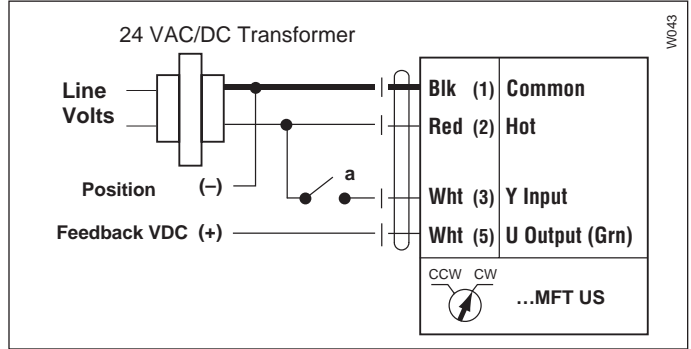 W043
24 VAC/DC Transformer
Line
Volts
Blk (1) Common
Red (2) Hot
a
Position (–)
Wht (3) Y Input
Feedback VDC (+)
Wht (5) U Output (Grn)
CCW CW
...MFT US